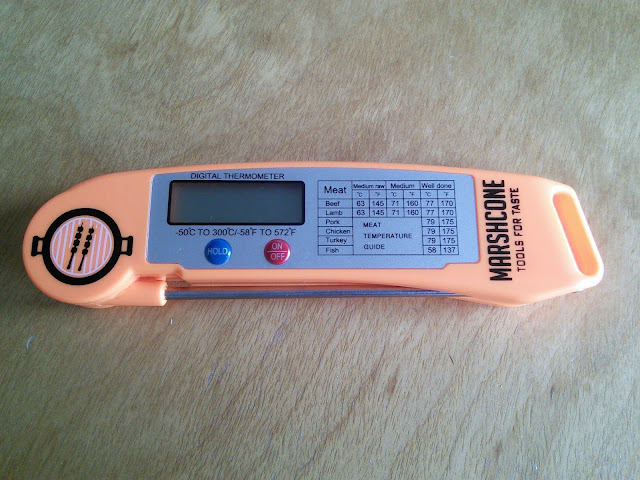 DIGITAL THERMOMETER
-50°C TO 300°C/-58°F TO 572°F
HOLD
ON
OFF
Meat Medium raw Medium Well done
°C °F °C °F °C °F
Beef 63 145 71 160 77 170
Lamb 63 145 71 160 77 170
Pork 79 175
Chicken 79 175
Turkey 79 175
Fish 58 137
MEAT
TEMPERATURE
GUIDE
MARSHCONE
TOOLS FOR TASTE